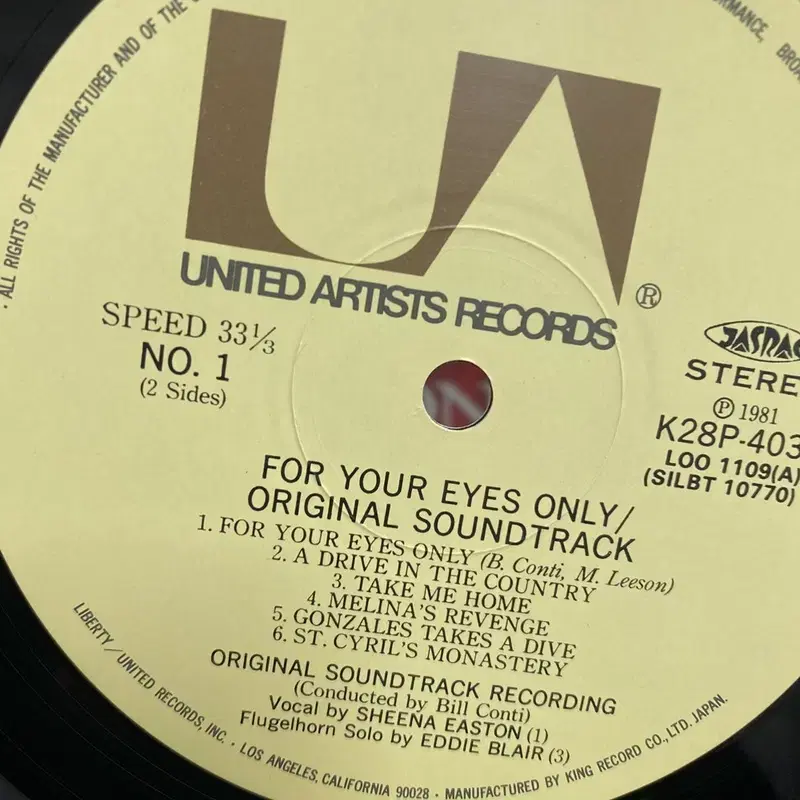 · ALL RIGHTS OF THE MANUFACTURER AND OF THE
UA
UNITED ARTISTS RECORDS ®
SPEED 33⅓
NO. 1
(2 Sides)
JASRAC
STERE
Ⓟ 1981
K28P-403
LOO 1109(A)
(SILBT 10770)
FOR YOUR EYES ONLY/
ORIGINAL SOUNDTRACK
1. FOR YOUR EYES ONLY (B. Conti, M. Leeson)
2. A DRIVE IN THE COUNTRY
3. TAKE ME HOME
4. MELINA'S REVENGE
5. GONZALES TAKES A DIVE
6. ST. CYRIL'S MONASTERY
ORIGINAL SOUNDTRACK RECORDING
(Conducted by Bill Conti)
Vocal by SHEENA EASTON (1)
Flugelhorn Solo by EDDIE BLAIR (3)
LIBERTY/UNITED RECORDS, INC. · LOS ANGELES, CALIFORNIA 90028 · MANUFACTURED BY KING RECORD CO., LTD. JAPAN.